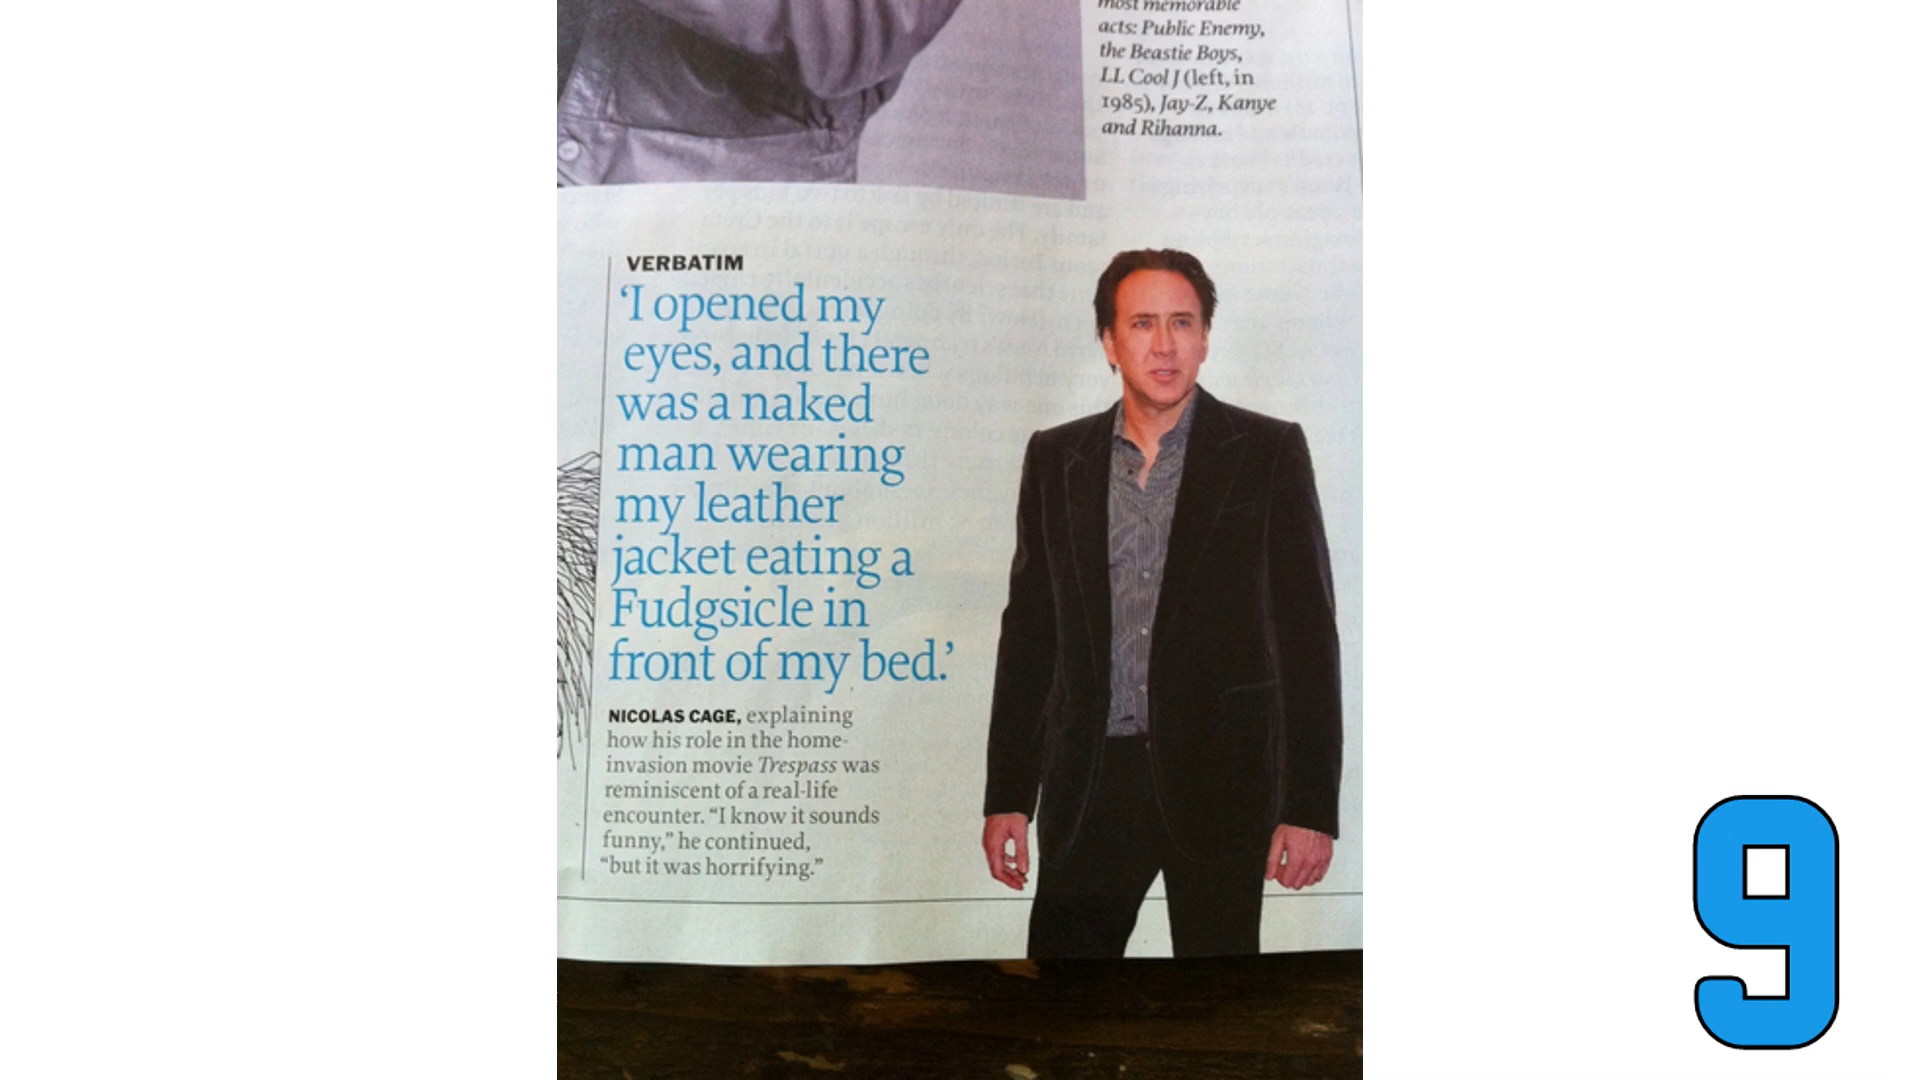 most memorable
acts: Public Enemy,
the Beastie Boys,
LL Cool J (left, in
1985), Jay-Z, Kanye
and Rihanna.
VERBATIM
‘I opened my
eyes, and there
was a naked
man wearing
my leather
jacket eating a
Fudgsicle in
front of my bed.’
NICOLAS CAGE, explaining
how his role in the home-
invasion movie Trespass was
reminiscent of a real-life
encounter. “I know it sounds
funny,” he continued,
“but it was horrifying.”
9